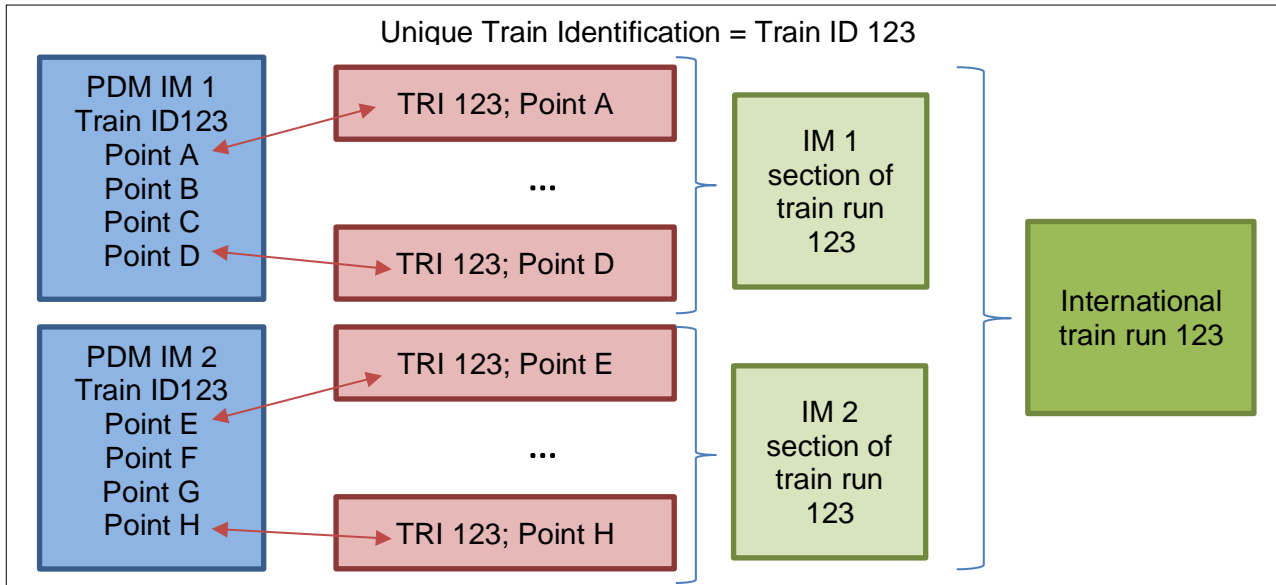 Unique Train Identification = Train ID 123
PDM IM 1
Train ID123
Point A
Point B
Point C
Point D
TRI 123; Point A
...
TRI 123; Point D
IM 1
section of
train run
123
PDM IM 2
Train ID123
Point E
Point F
Point G
Point H
TRI 123; Point E
...
TRI 123; Point H
IM 2
section of
train run
123
International
train run 123